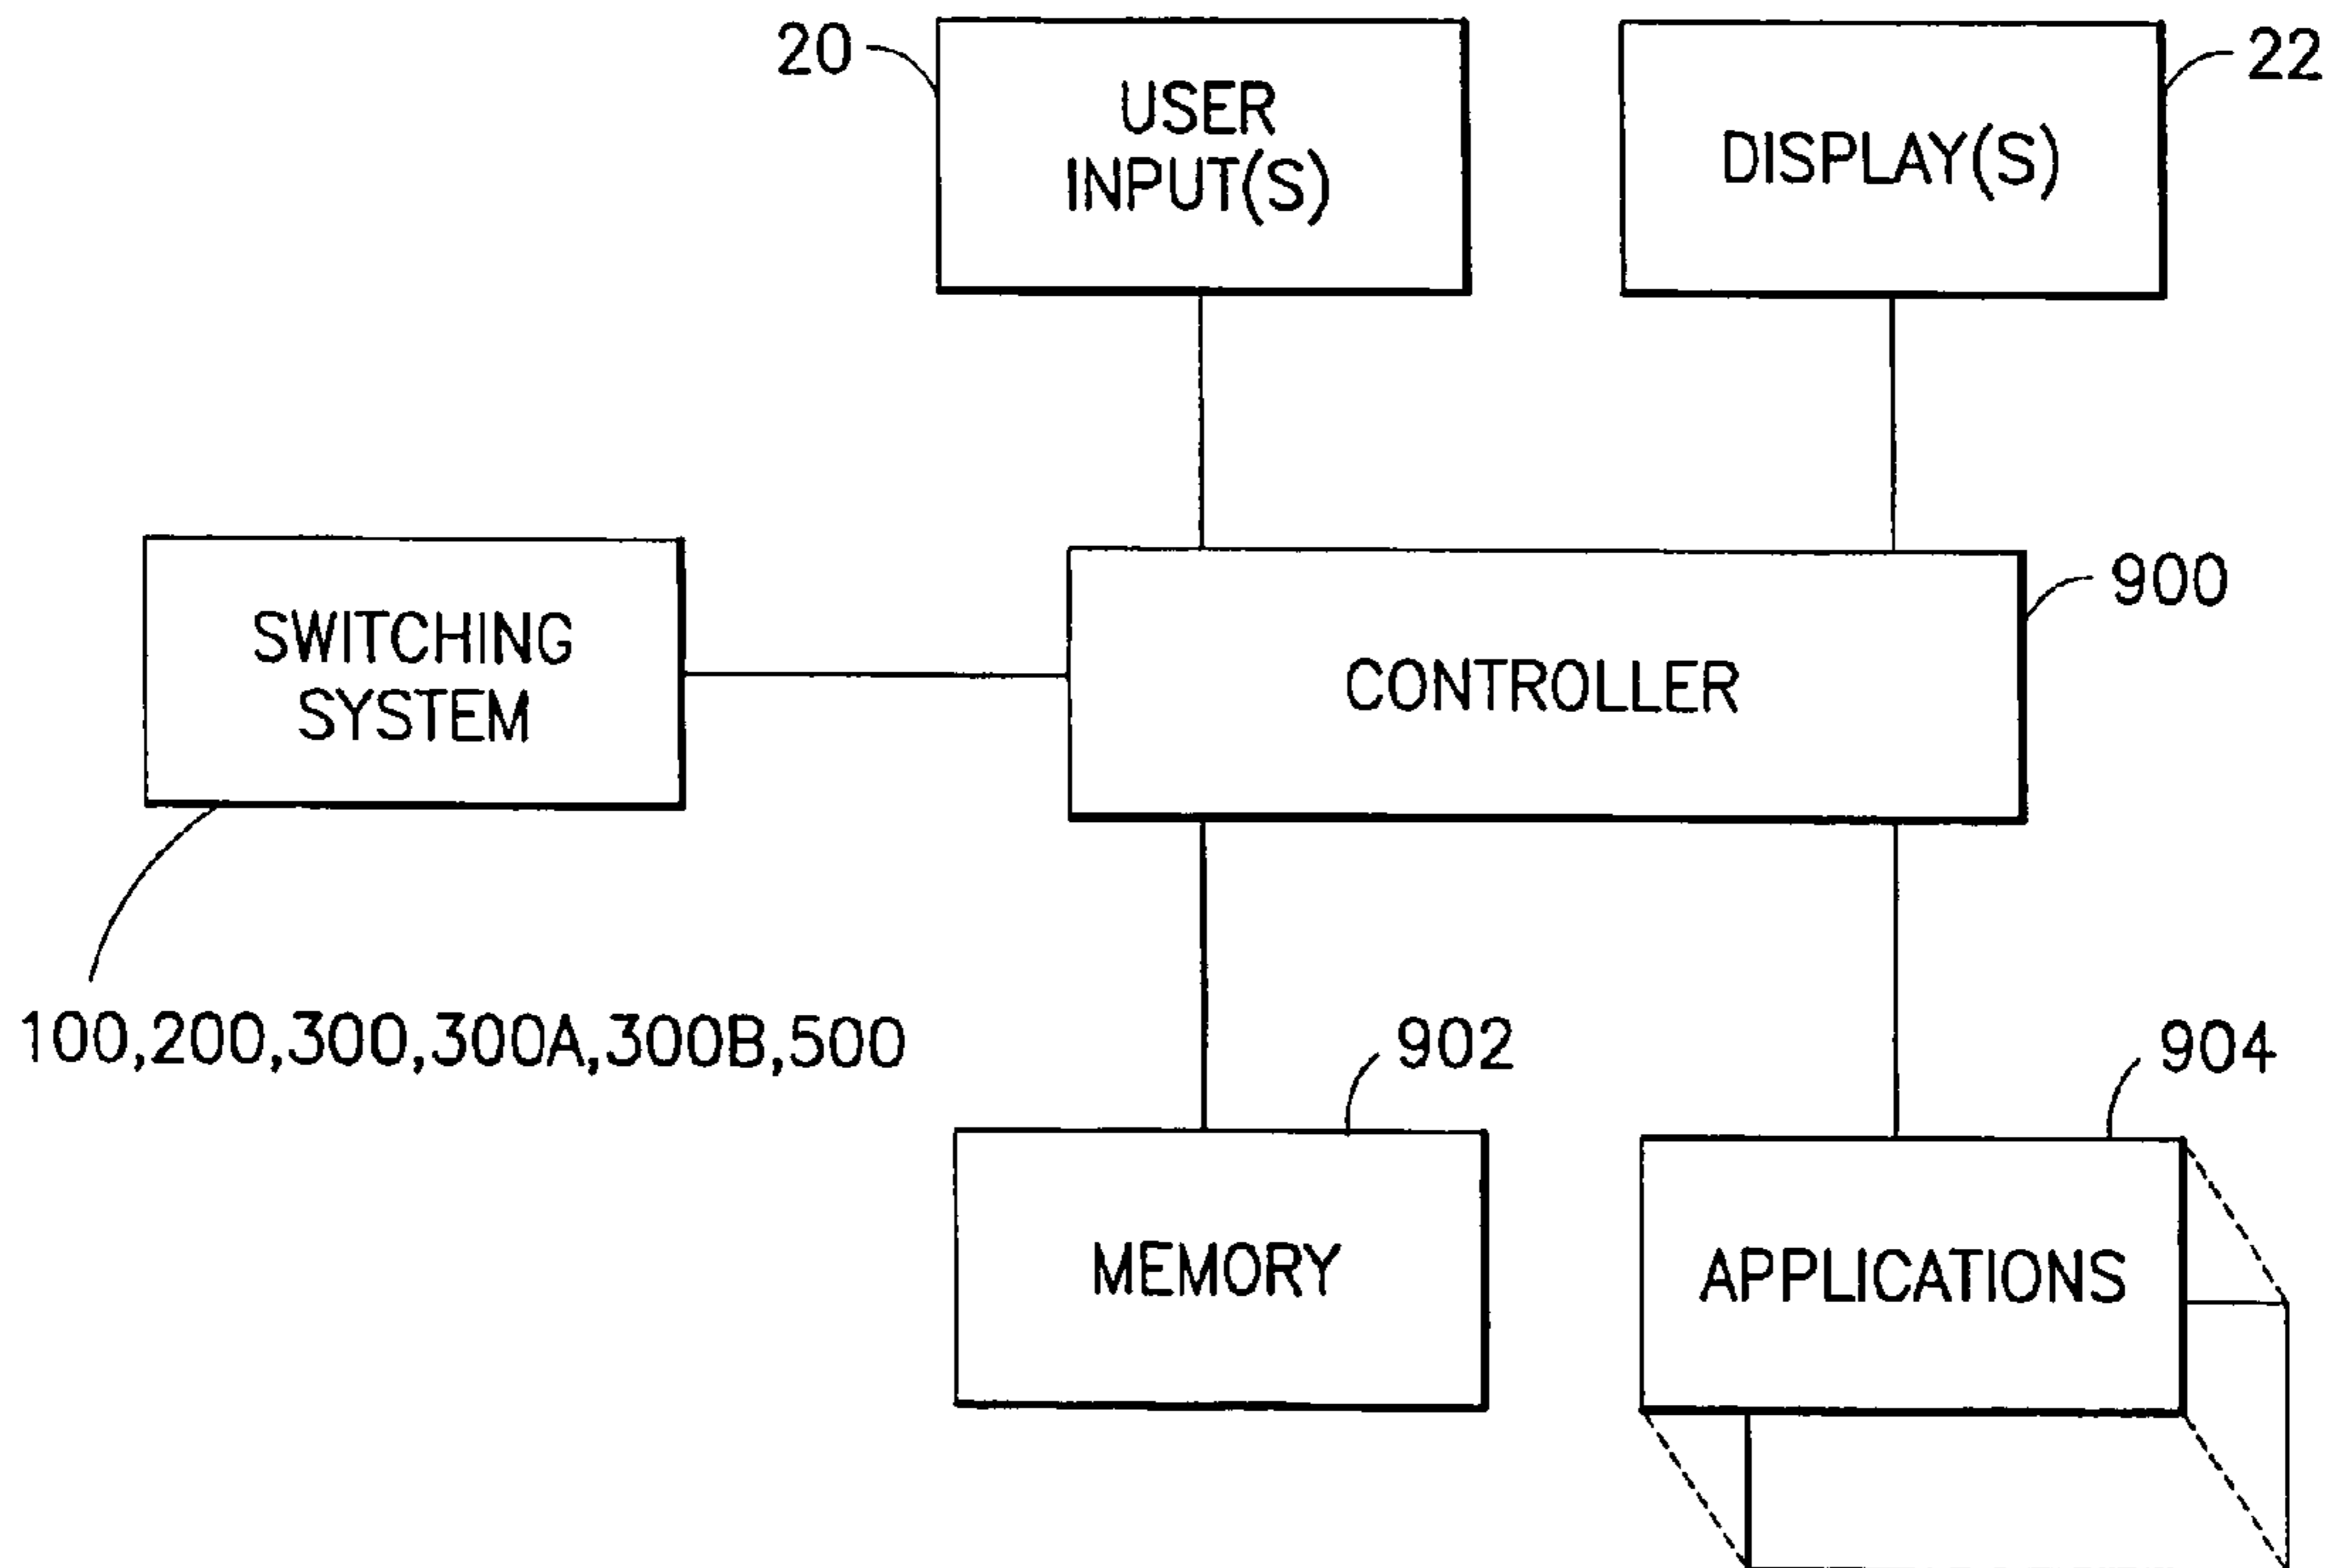 20
USER
INPUT(S)
DISPLAY(S)
22
SWITCHING
SYSTEM
CONTROLLER
900
100,200,300,300A,300B,500
902
904
MEMORY
APPLICATIONS